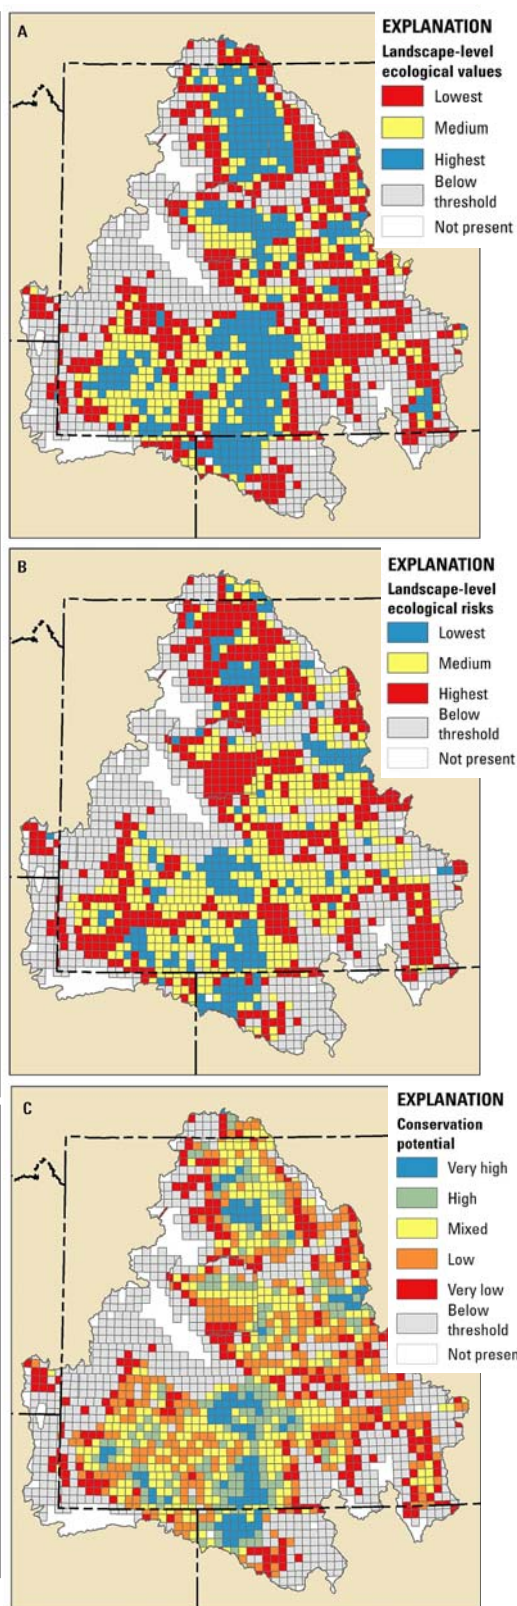 A
EXPLANATION
Landscape-level
ecological values
Lowest
Medium
Highest
Below
threshold
Not present
B
EXPLANATION
Landscape-level
ecological risks
Lowest
Medium
Highest
Below
threshold
Not present
C
EXPLANATION
Conservation
potential
Very high
High
Mixed
Low
Very low
Below
threshold
Not present